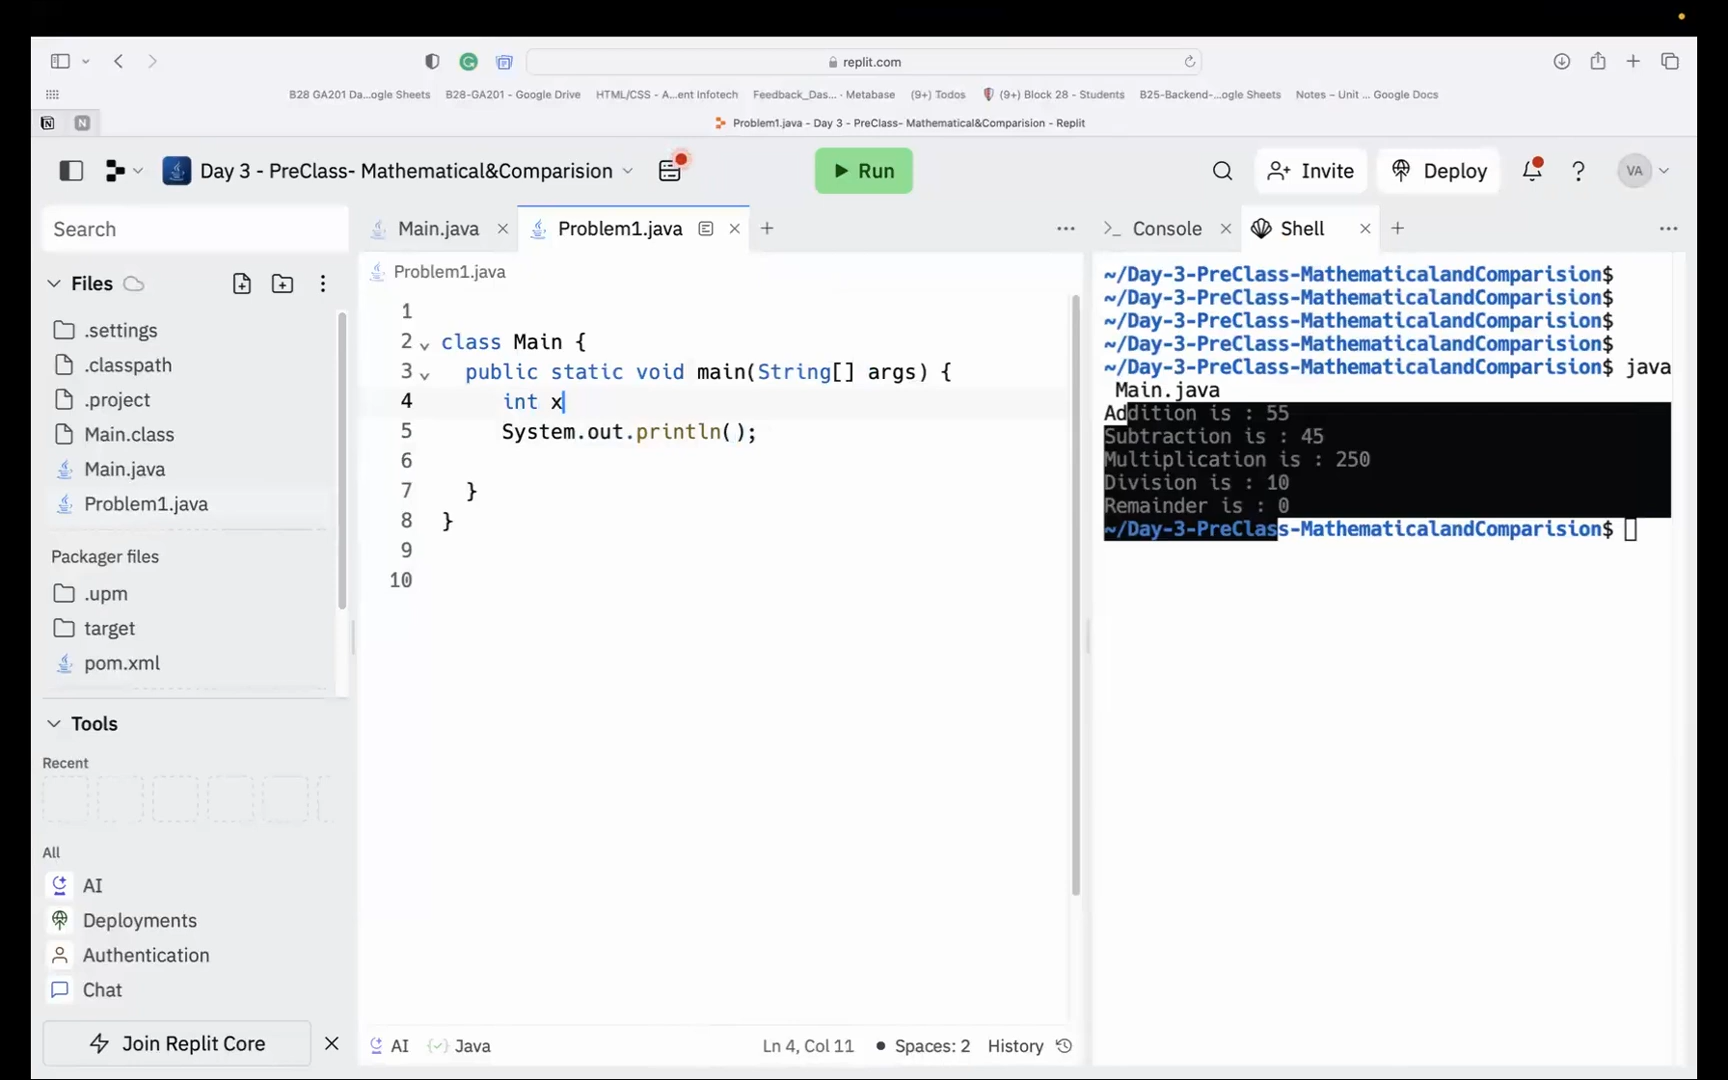 replit.com
B28 GA201 Da...ogle Sheets B28-GA201 - Google Drive HTML/CSS - A...ent Infotech Feedback_Das... · Metabase (9+) Todos (9+) Block 28 - Students B25-Backend-...ogle Sheets Notes – Unit ... Google Docs
N Problem1.java - Day 3 - PreClass- Mathematical&Comparision - Replit
Day 3 - PreClass- Mathematical&Comparision Run Invite Deploy ? VA
Search
Files
.settings
.classpath
.project
Main.class
Main.java
Problem1.java
Packager files
.upm
target
pom.xml
Tools
Recent
All
AI
Deployments
Authentication
Chat
Join Replit Core
Main.java Problem1.java
Problem1.java
1
2 class Main {
3 public static void main(String[] args) {
4 int x
5 System.out.println();
6
7 }
8 }
9
10
AI Java Ln 4, Col 11 Spaces: 2 History
Console Shell
~/Day-3-PreClass-MathematicalandComparision$
~/Day-3-PreClass-MathematicalandComparision$
~/Day-3-PreClass-MathematicalandComparision$
~/Day-3-PreClass-MathematicalandComparision$
~/Day-3-PreClass-MathematicalandComparision$ java
Main.java
Addition is : 55
Subtraction is : 45
Multiplication is : 250
Division is : 10
Remainder is : 0
~/Day-3-PreClass-MathematicalandComparision$